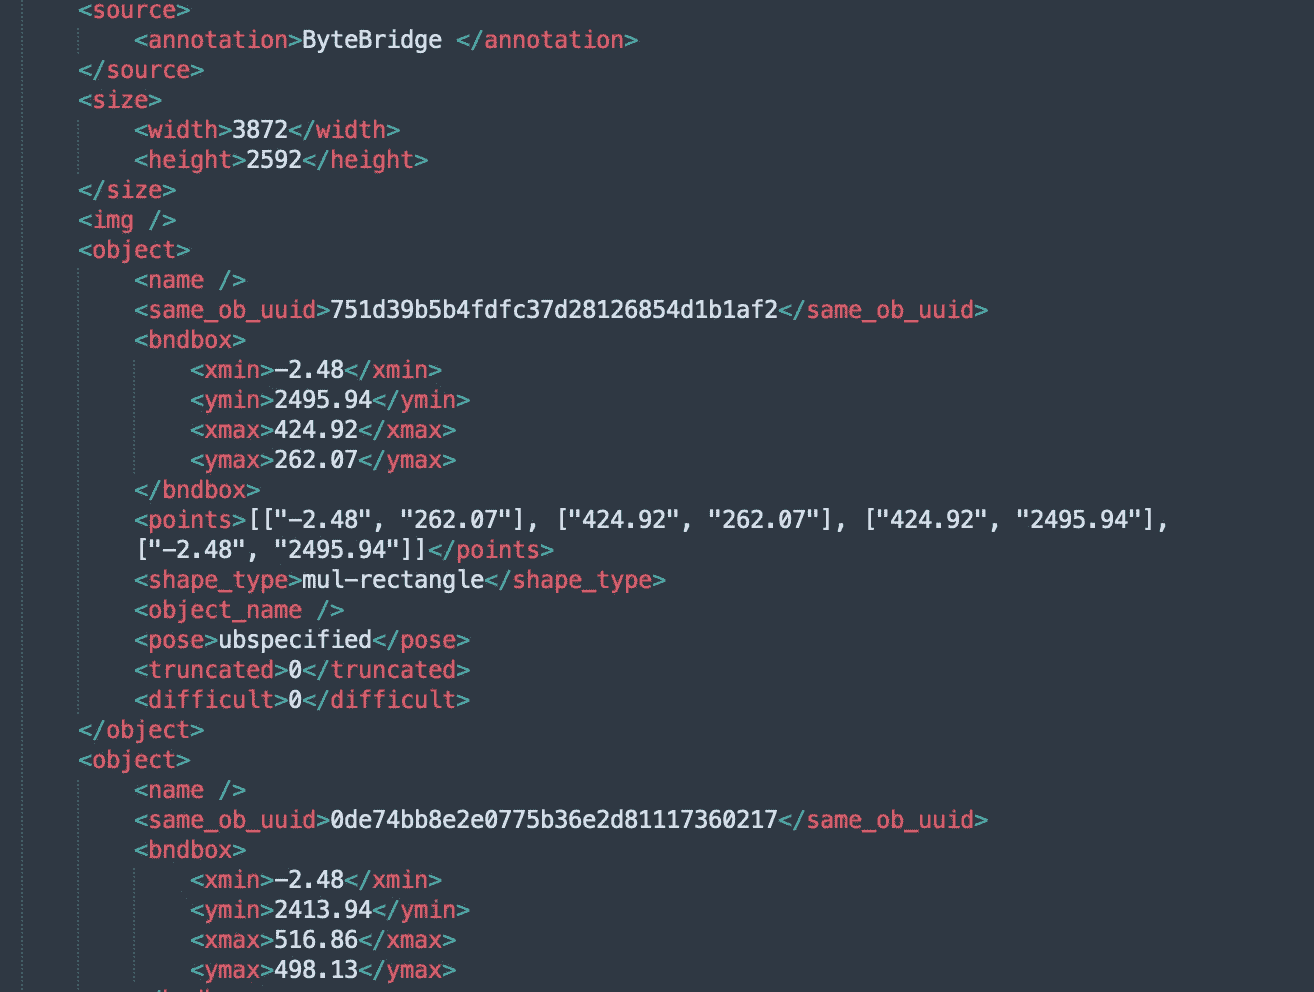 <source>
<annotation>ByteBridge </annotation>
</source>
<size>
<width>3872</width>
<height>2592</height>
</size>
<img />
<object>
<name />
<same_ob_uuid>751d39b5b4fdfc37d28126854d1b1af2</same_ob_uuid>
<bndbox>
<xmin>-2.48</xmin>
<ymin>2495.94</ymin>
<xmax>424.92</xmax>
<ymax>262.07</ymax>
</bndbox>
<points>[["-2.48", "262.07"], ["424.92", "262.07"], ["424.92", "2495.94"],
["-2.48", "2495.94"]]</points>
<shape_type>mul-rectangle</shape_type>
<object_name />
<pose>ubspecified</pose>
<truncated>0</truncated>
<difficult>0</difficult>
</object>
<object>
<name />
<same_ob_uuid>0de74bb8e2e0775b36e2d81117360217</same_ob_uuid>
<bndbox>
<xmin>-2.48</xmin>
<ymin>2413.94</ymin>
<xmax>516.86</xmax>
<ymax>498.13</ymax>